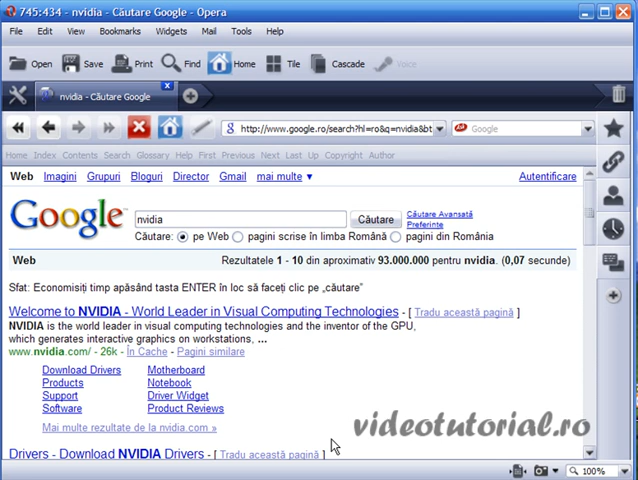 745:434 - nvidia - Căutare Google - Opera
File Edit View Bookmarks Widgets Mail Tools Help
Open Save Print Find Home Tile Cascade Voice
nvidia - Căutare Google
http://www.google.ro/search?hl=ro&q=nvidia&bt Google
Home Index Contents Search Glossary Help First Previous Next Last Up Copyright Author
Web Imagini Grupuri Bloguri Director Gmail mai multe ▼ Autentificare
Google nvidia Căutare Căutare Avansată
Preferinţe
Căutare: pe Web pagini scrise în limba Română pagini din România
Web Rezultatele 1 - 10 din aproximativ 93.000.000 pentru nvidia. (0,07 secunde)
Sfat: Economisiţi timp apăsând tasta ENTER în loc să faceţi clic pe „căutare”
Welcome to NVIDIA - World Leader in Visual Computing Technologies - [ Tradu această pagină ]
NVIDIA is the world leader in visual computing technologies and the inventor of the GPU,
which generates interactive graphics on workstations, ...
www.nvidia.com/ - 26k - În Cache - Pagini similare
Download Drivers Motherboard
Products Notebook
Support Driver Widget
Software Product Reviews
Mai multe rezultate de la nvidia.com »
videotutorial.ro
Drivers - Download NVIDIA Drivers - [ Tradu această pagină ]
100%